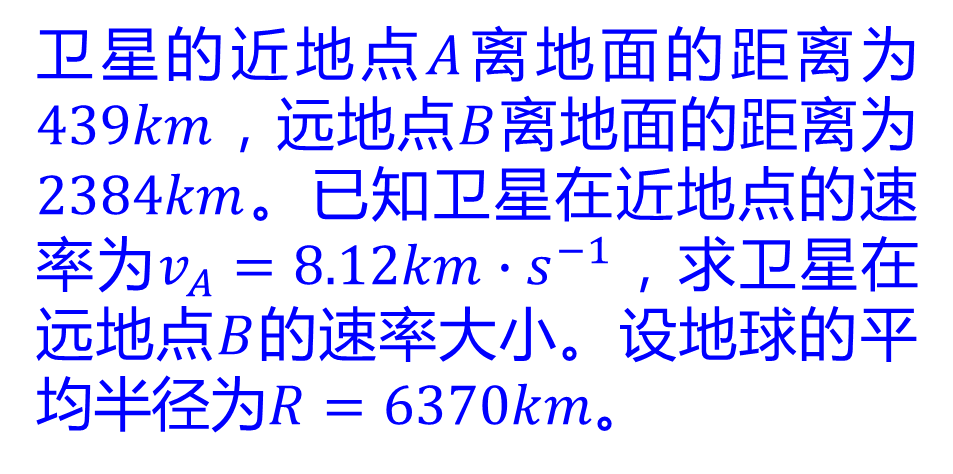 卫星的近地点A离地面的距离为
439km，远地点B离地面的距离为
2384km。已知卫星在近地点的速
率为v_A = 8.12km · s⁻¹，求卫星在
远地点B的速率大小。设地球的平
均半径为R = 6370km。